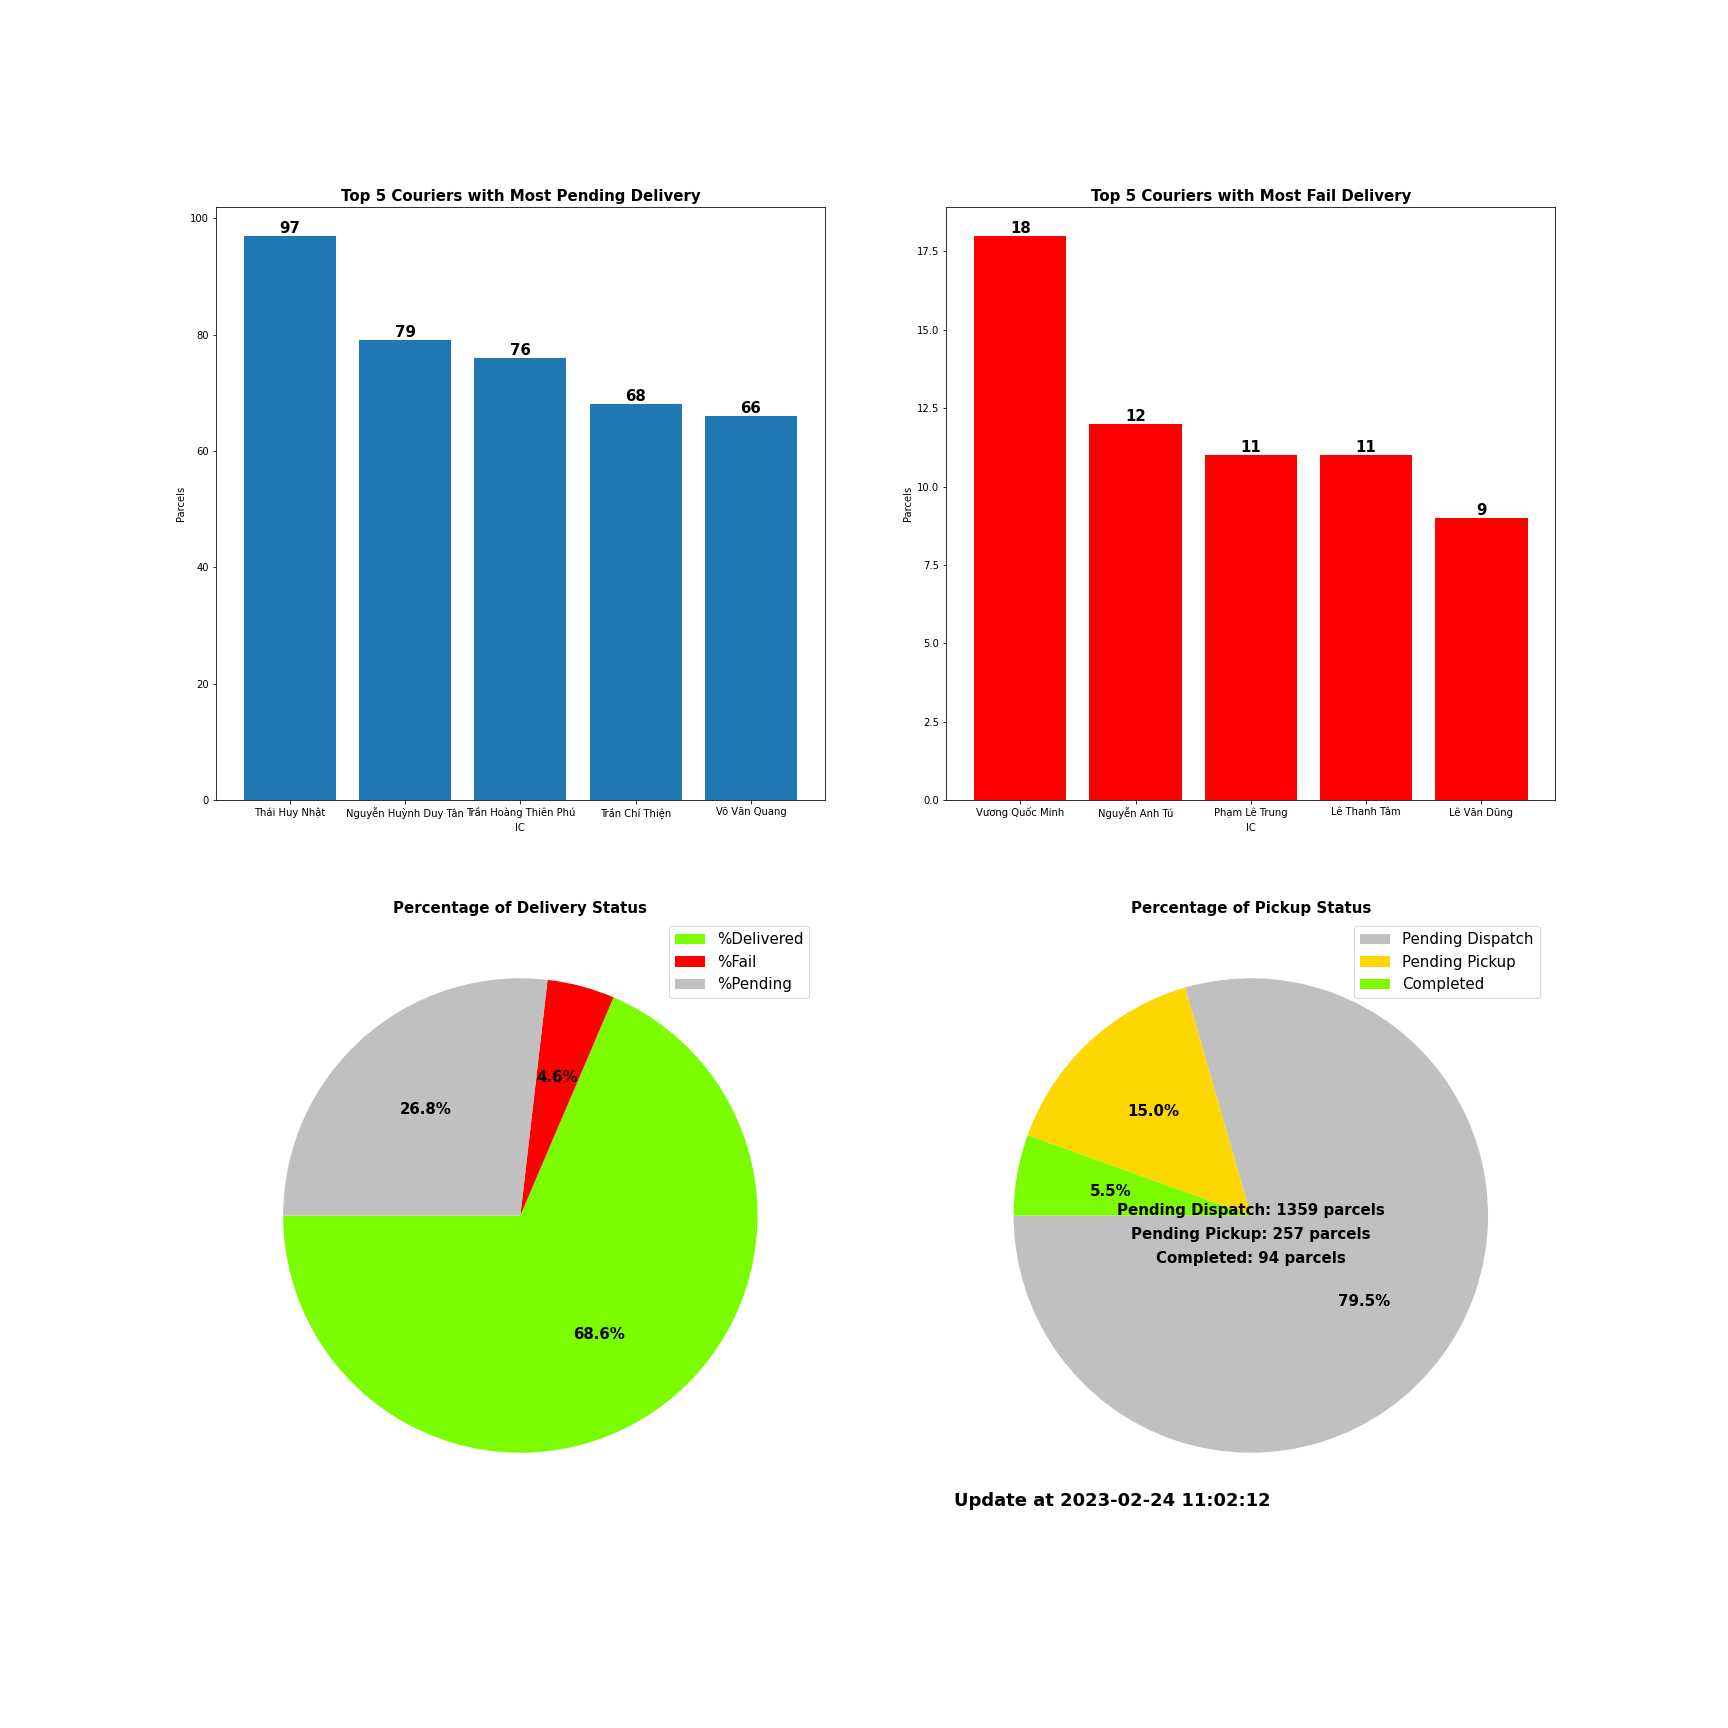 Top 5 Couriers with Most Pending Delivery
100
80
60
40
20
0
Parcels
97
79
76
68
66
Thái Huy Nhật
Nguyễn Huỳnh Duy Tân
Trần Hoàng Thiên Phú
Trần Chí Thiện
Võ Văn Quang
IC
Top 5 Couriers with Most Fail Delivery
17.5
15.0
12.5
10.0
7.5
5.0
2.5
0.0
Parcels
18
12
11
11
9
Vương Quốc Minh
Nguyễn Anh Tú
Phạm Lê Trung
Lê Thanh Tâm
Lê Văn Dũng
IC
Percentage of Delivery Status
%Delivered
%Fail
%Pending
4.6%
26.8%
68.6%
Percentage of Pickup Status
Pending Dispatch
Pending Pickup
Completed
15.0%
5.5%
Pending Dispatch: 1359 parcels
Pending Pickup: 257 parcels
Completed: 94 parcels
79.5%
Update at 2023-02-24 11:02:12